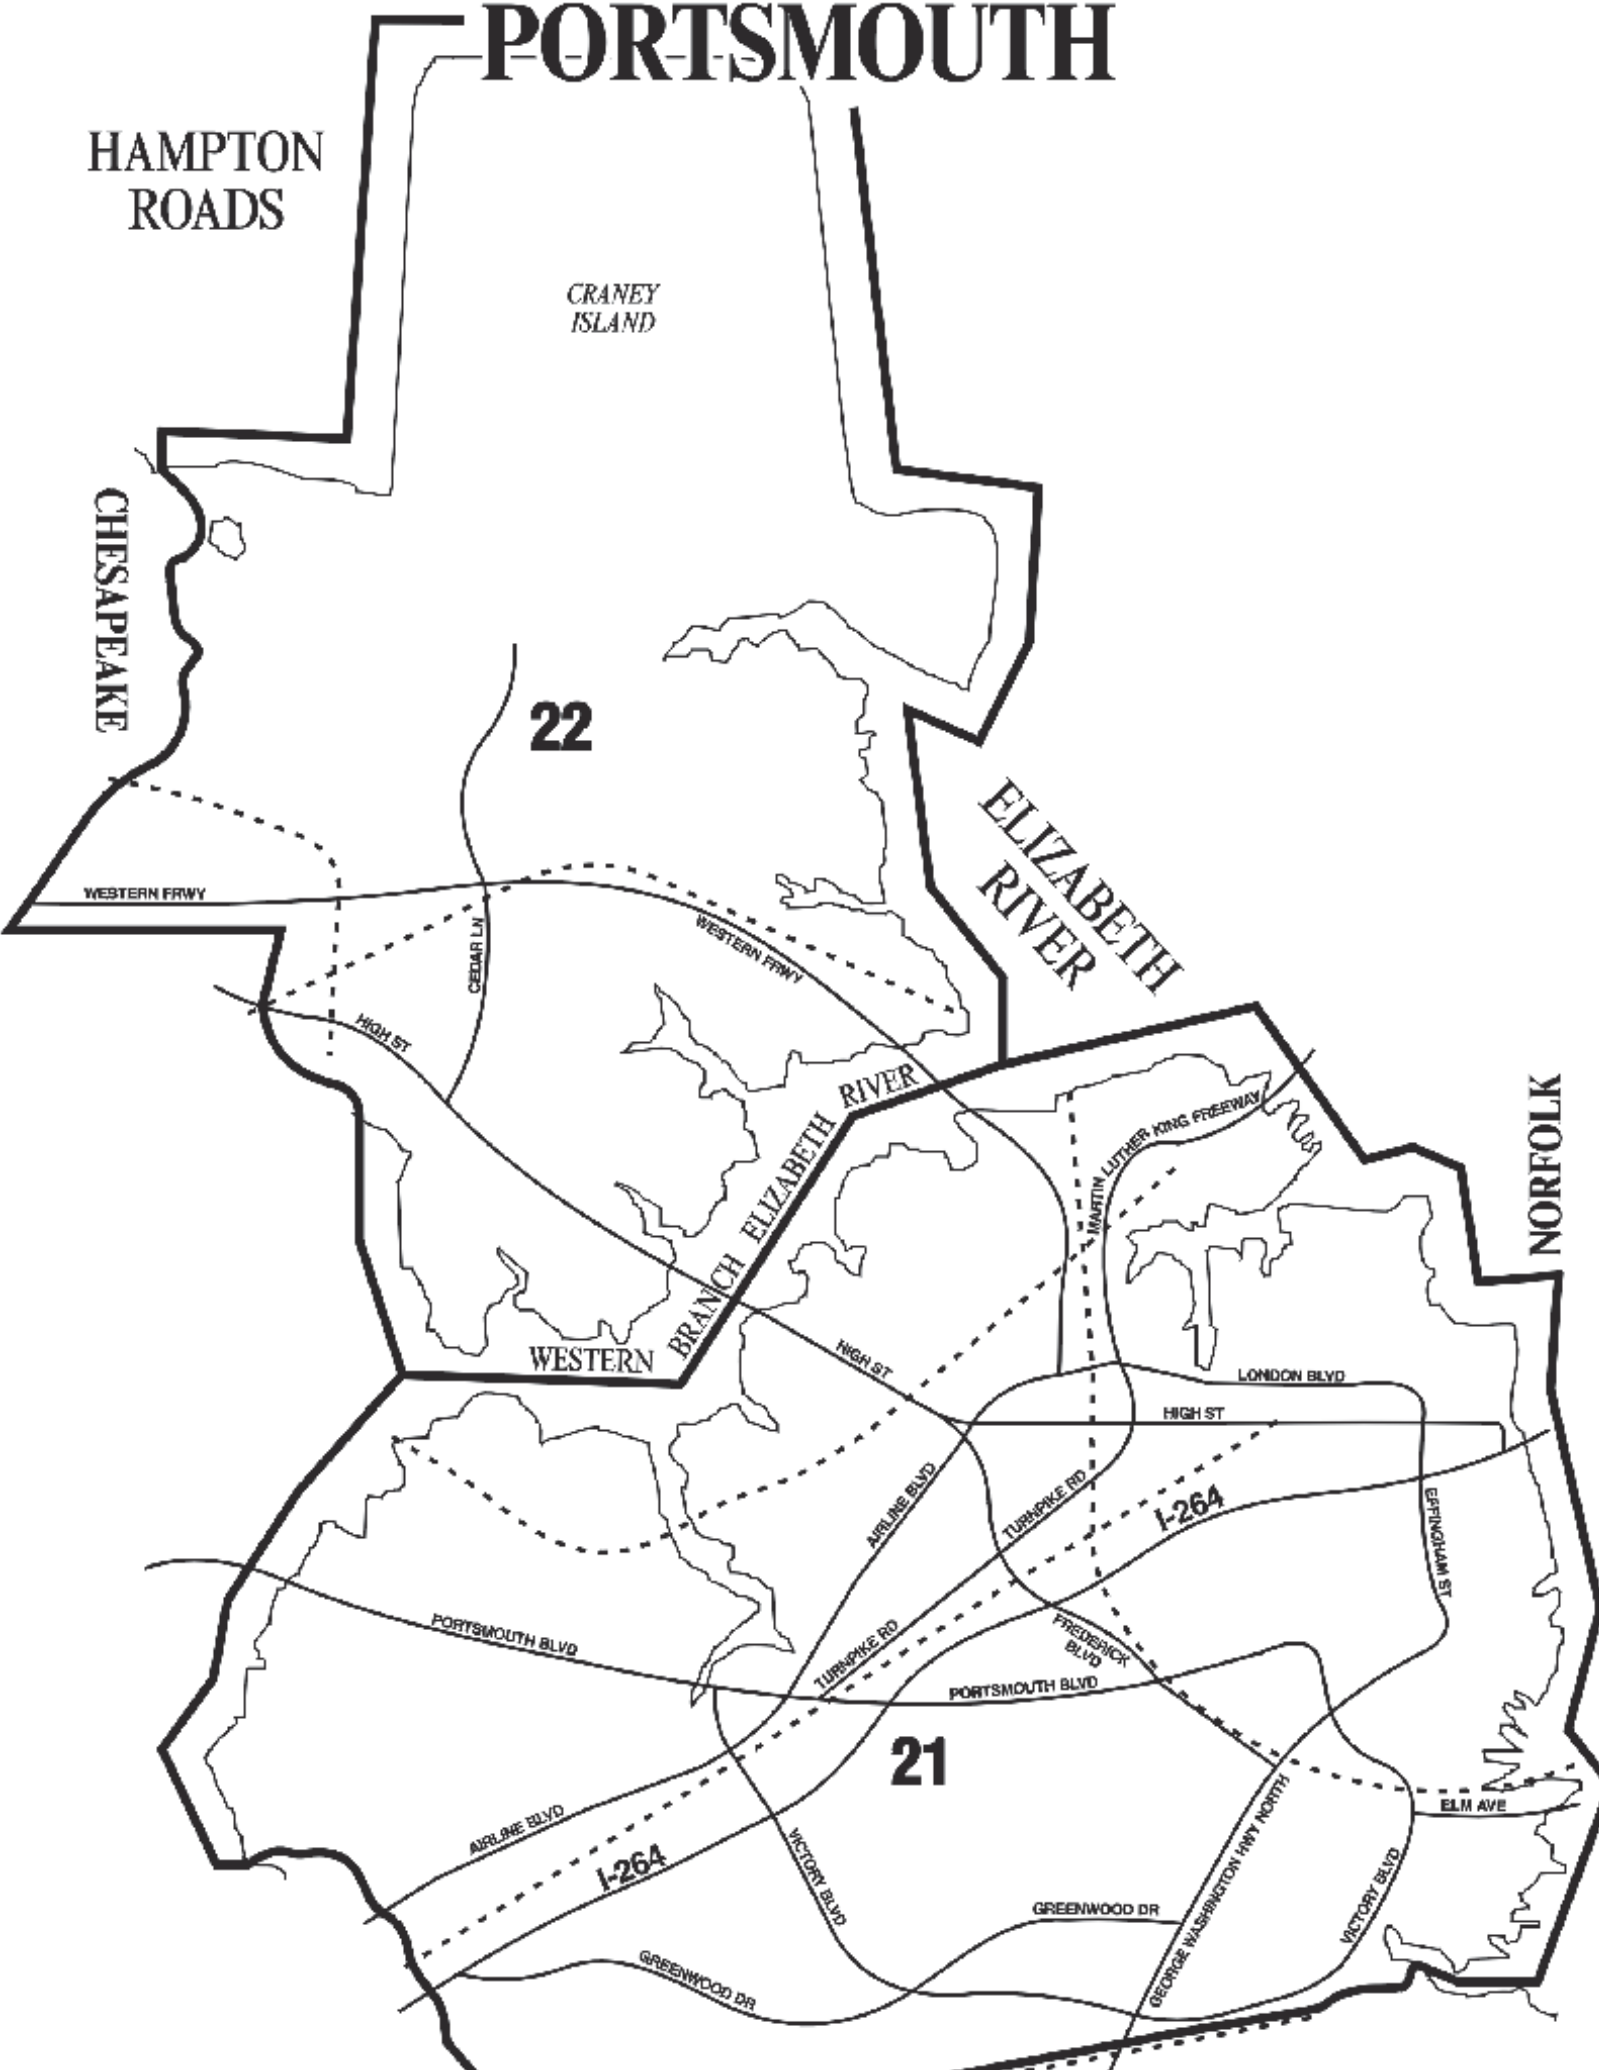 PORTSMOUTH
HAMPTON
ROADS
CRANEY
ISLAND
CHESAPEAKE
22
ELIZABETH
RIVER
WESTERN FRWY
CEDAR LN
WESTERN FRWY
HIGH ST
WESTERN BRANCH ELIZABETH RIVER
MARTIN LUTHER KING FREEWAY
NORFOLK
HIGH ST
LONDON BLVD
HIGH ST
AIRLINE BLVD
TURNPIKE RD
I-264
EFFINGHAM ST
PORTSMOUTH BLVD
TURNPIKE RD
FREDERICK
BLVD
PORTSMOUTH BLVD
21
AIRLINE BLVD
I-264
VICTORY BLVD
ELM AVE
GEORGE WASHINGTON HWY NORTH
VICTORY BLVD
GREENWOOD DR
GREENWOOD DR